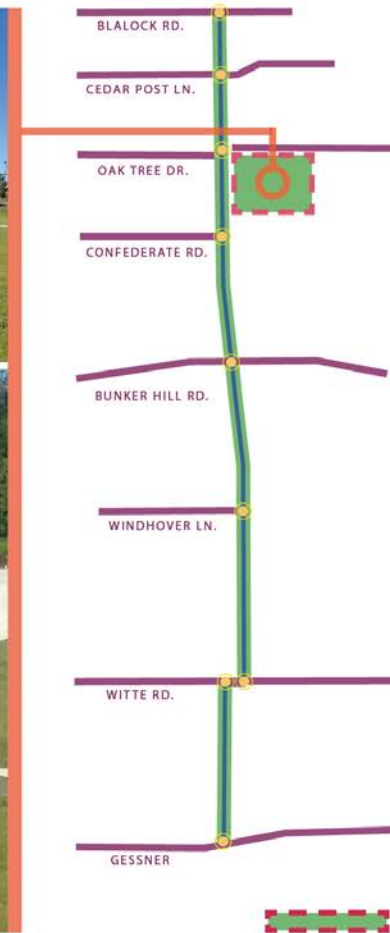 BLALOCK RD.
CEDAR POST LN.
OAK TREE DR.
CONFEDERATE RD.
BUNKER HILL RD.
WINDHOVER LN.
WITTE RD.
GESSNER